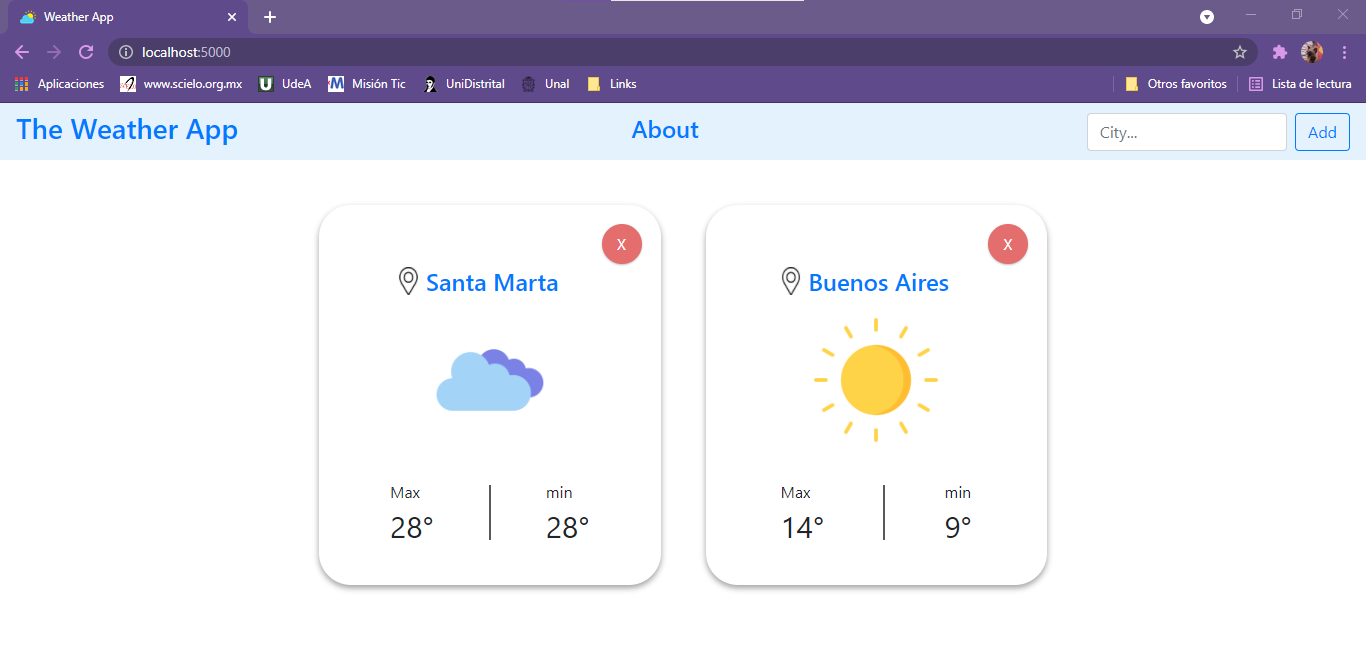 Weather App
localhost:5000
Aplicaciones www.scielo.org.mx UdeA Misión Tic UniDistrital Unal Links Otros favoritos Lista de lectura
The Weather App About City... Add
X X
Santa Marta Buenos Aires
Max min Max min
28° 28° 14° 9°